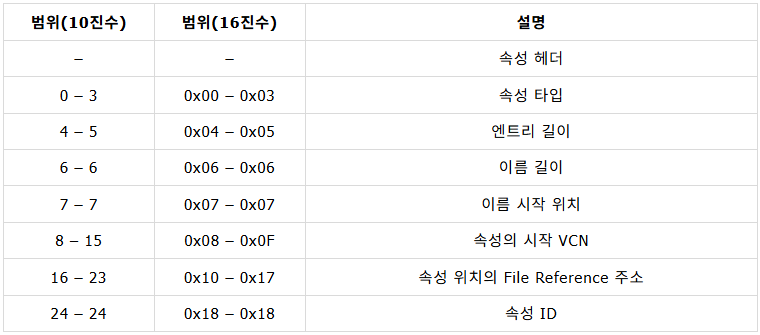 범위(10진수) 범위(16진수) 설명
– – 속성 헤더
0 – 3 0x00 – 0x03 속성 타입
4 – 5 0x04 – 0x05 엔트리 길이
6 – 6 0x06 – 0x06 이름 길이
7 – 7 0x07 – 0x07 이름 시작 위치
8 – 15 0x08 – 0x0F 속성의 시작 VCN
16 – 23 0x10 – 0x17 속성 위치의 File Reference 주소
24 – 24 0x18 – 0x18 속성 ID